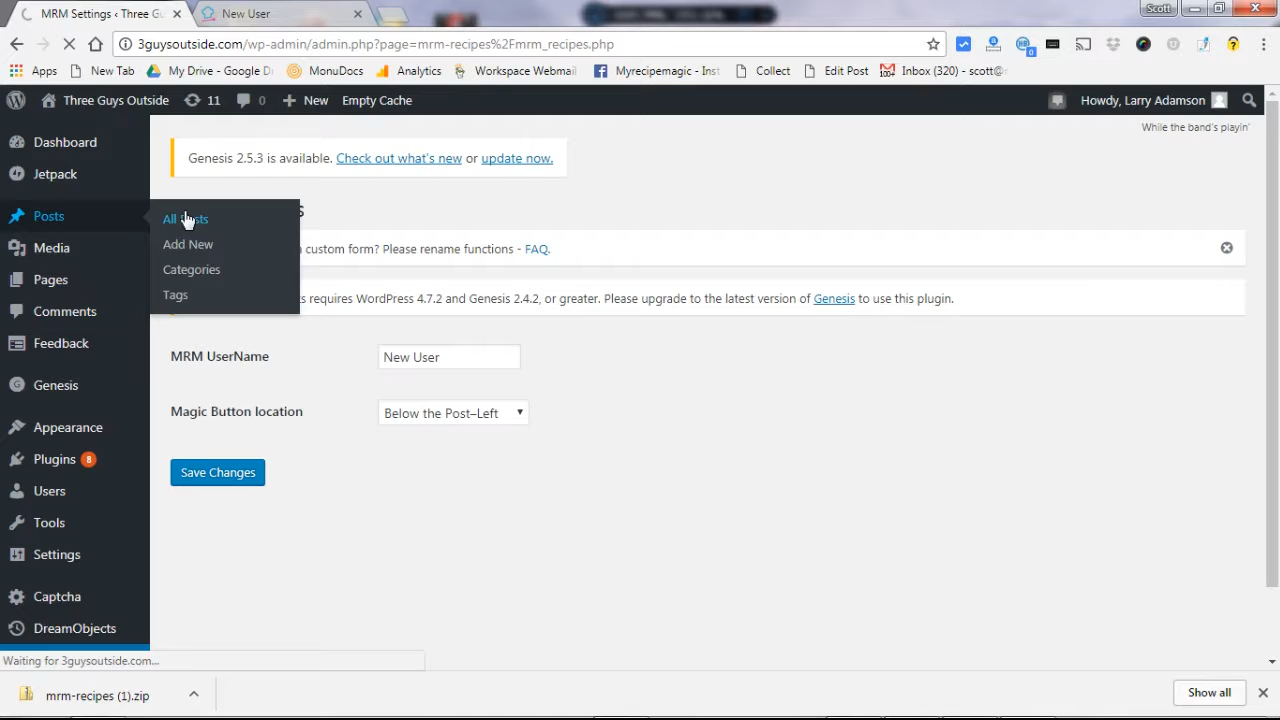 MRM Settings ‹ Three G
New User
Scott
3guysoutside.com/wp-admin/admin.php?page=mrm-recipes%2Fmrm_recipes.php
Apps New Tab My Drive - Google D MonuDocs Analytics Workspace Webmail Myrecipemagic - Inst Collect Edit Post Inbox (320) - scott@
Three Guys Outside 11 0 New Empty Cache Howdy, Larry Adamson
While the band's playin'
Dashboard
Genesis 2.5.3 is available. Check out what's new or update now.
Jetpack
Posts
All Posts
Add New
Categories
Tags
custom form? Please rename functions - FAQ.
requires WordPress 4.7.2 and Genesis 2.4.2, or greater. Please upgrade to the latest version of Genesis to use this plugin.
Media
Pages
Comments
Feedback
Genesis
Appearance
Plugins 8
Users
Tools
Settings
Captcha
DreamObjects
MRM UserName New User
Magic Button location Below the Post–Left
Save Changes
Waiting for 3guysoutside.com...
mrm-recipes (1).zip
Show all